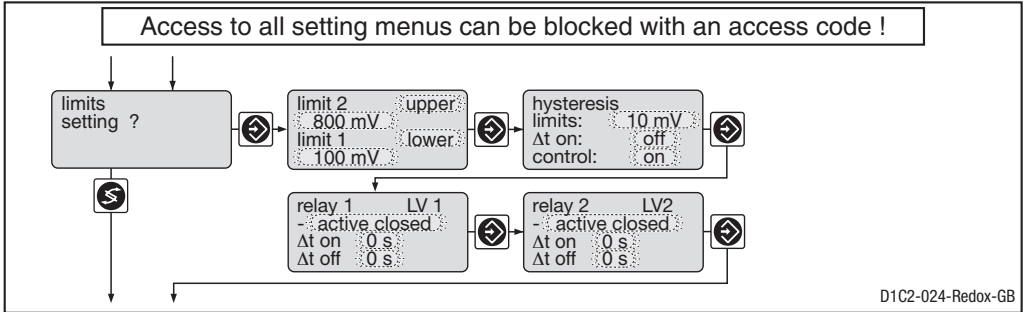 Access to all setting menus can be blocked with an access code !
limits
setting ?
limit 2 upper
800 mV
limit 1 lower
100 mV
hysteresis
limits: 10 mV
Δt on: off
control: on
relay 1 LV 1
- active closed
Δt on 0 s
Δt off 0 s
relay 2 LV2
- active closed
Δt on 0 s
Δt off 0 s
D1C2-024-Redox-GB